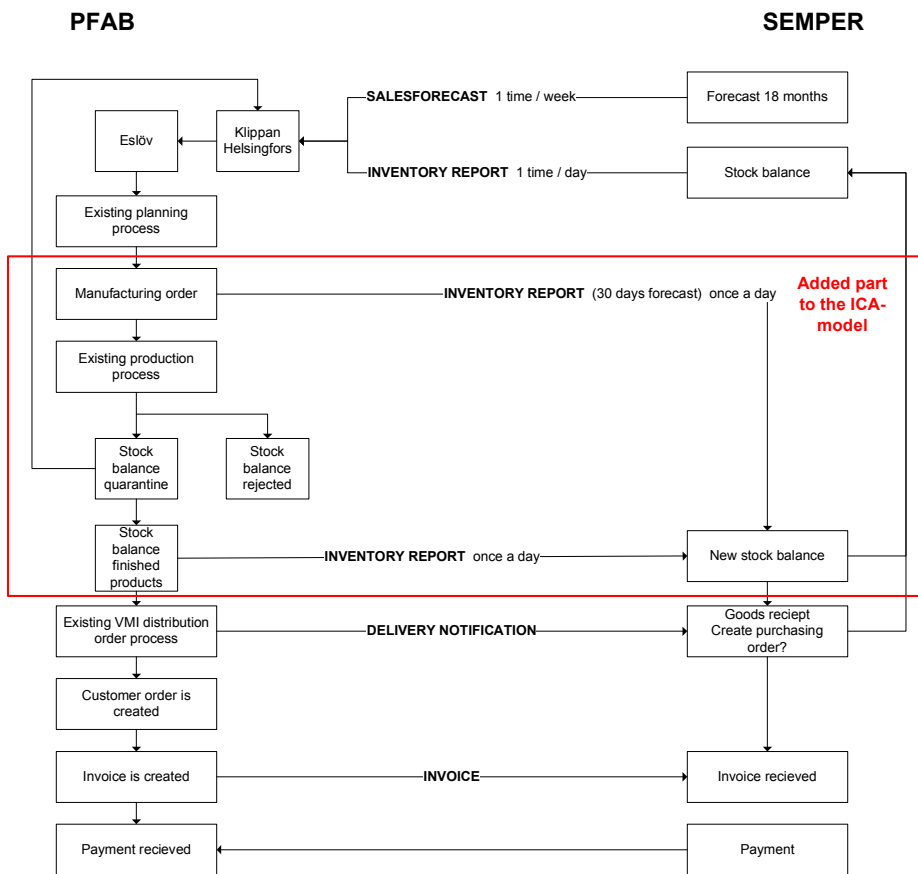 PFAB
SEMPER
SALESFORECAST 1 time / week
Forecast 18 months
Eslöv
Klippan
Helsingfors
INVENTORY REPORT 1 time / day
Stock balance
Existing planning
process
Manufacturing order
INVENTORY REPORT (30 days forecast) once a day
Added part
to the ICA-
model
Existing production
process
Stock
balance
quarantine
Stock
balance
rejected
Stock
balance
finished
products
INVENTORY REPORT once a day
New stock balance
Existing VMI distribution
order process
DELIVERY NOTIFICATION
Goods reciept
Create purchasing
order?
Customer order is
created
Invoice is created
INVOICE
Invoice recieved
Payment recieved
Payment